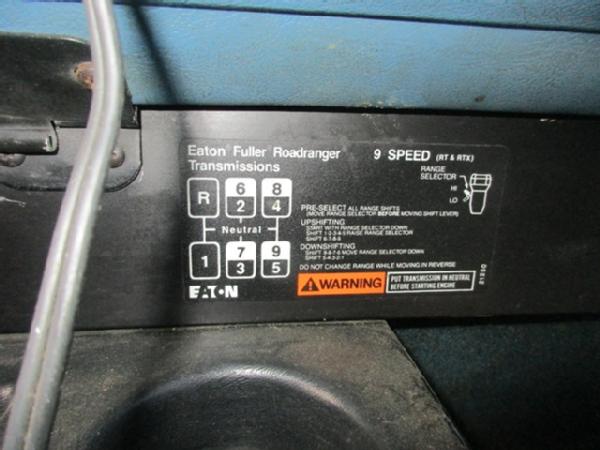 Eaton® Fuller® Roadranger
Transmissions
9 SPEED (RT & RTX)
RANGE
SELECTOR
HI
LO
R 6 8
2 4
Neutral
7 9
1 3 5
PRE-SELECT ALL RANGE SHIFTS
(MOVE RANGE SELECTOR BEFORE MOVING SHIFT LEVER)
UPSHIFTING
START WITH RANGE SELECTOR DOWN
SHIFT 1-2-3-4-5 RAISE RANGE SELECTOR
SHIFT 6-7-8-9
DOWNSHIFTING
SHIFT 9-8-7-6 MOVE RANGE SELECTOR DOWN
SHIFT 5-4-3-2-1
DO NOT CHANGE RANGE WHILE MOVING IN REVERSE
WARNING
PUT TRANSMISSION IN NEUTRAL
BEFORE STARTING ENGINE
EATON